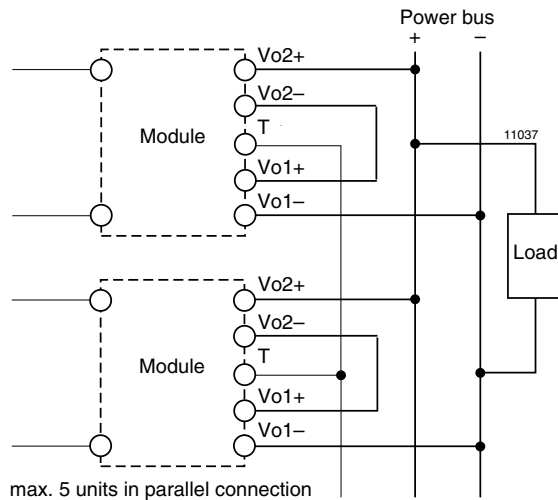 Power bus
+ −
Vo2+
Vo2−
T
Module
Vo1+
Vo1−
11037
Load
Vo2+
Vo2−
T
Module
Vo1+
Vo1−
max. 5 units in parallel connection